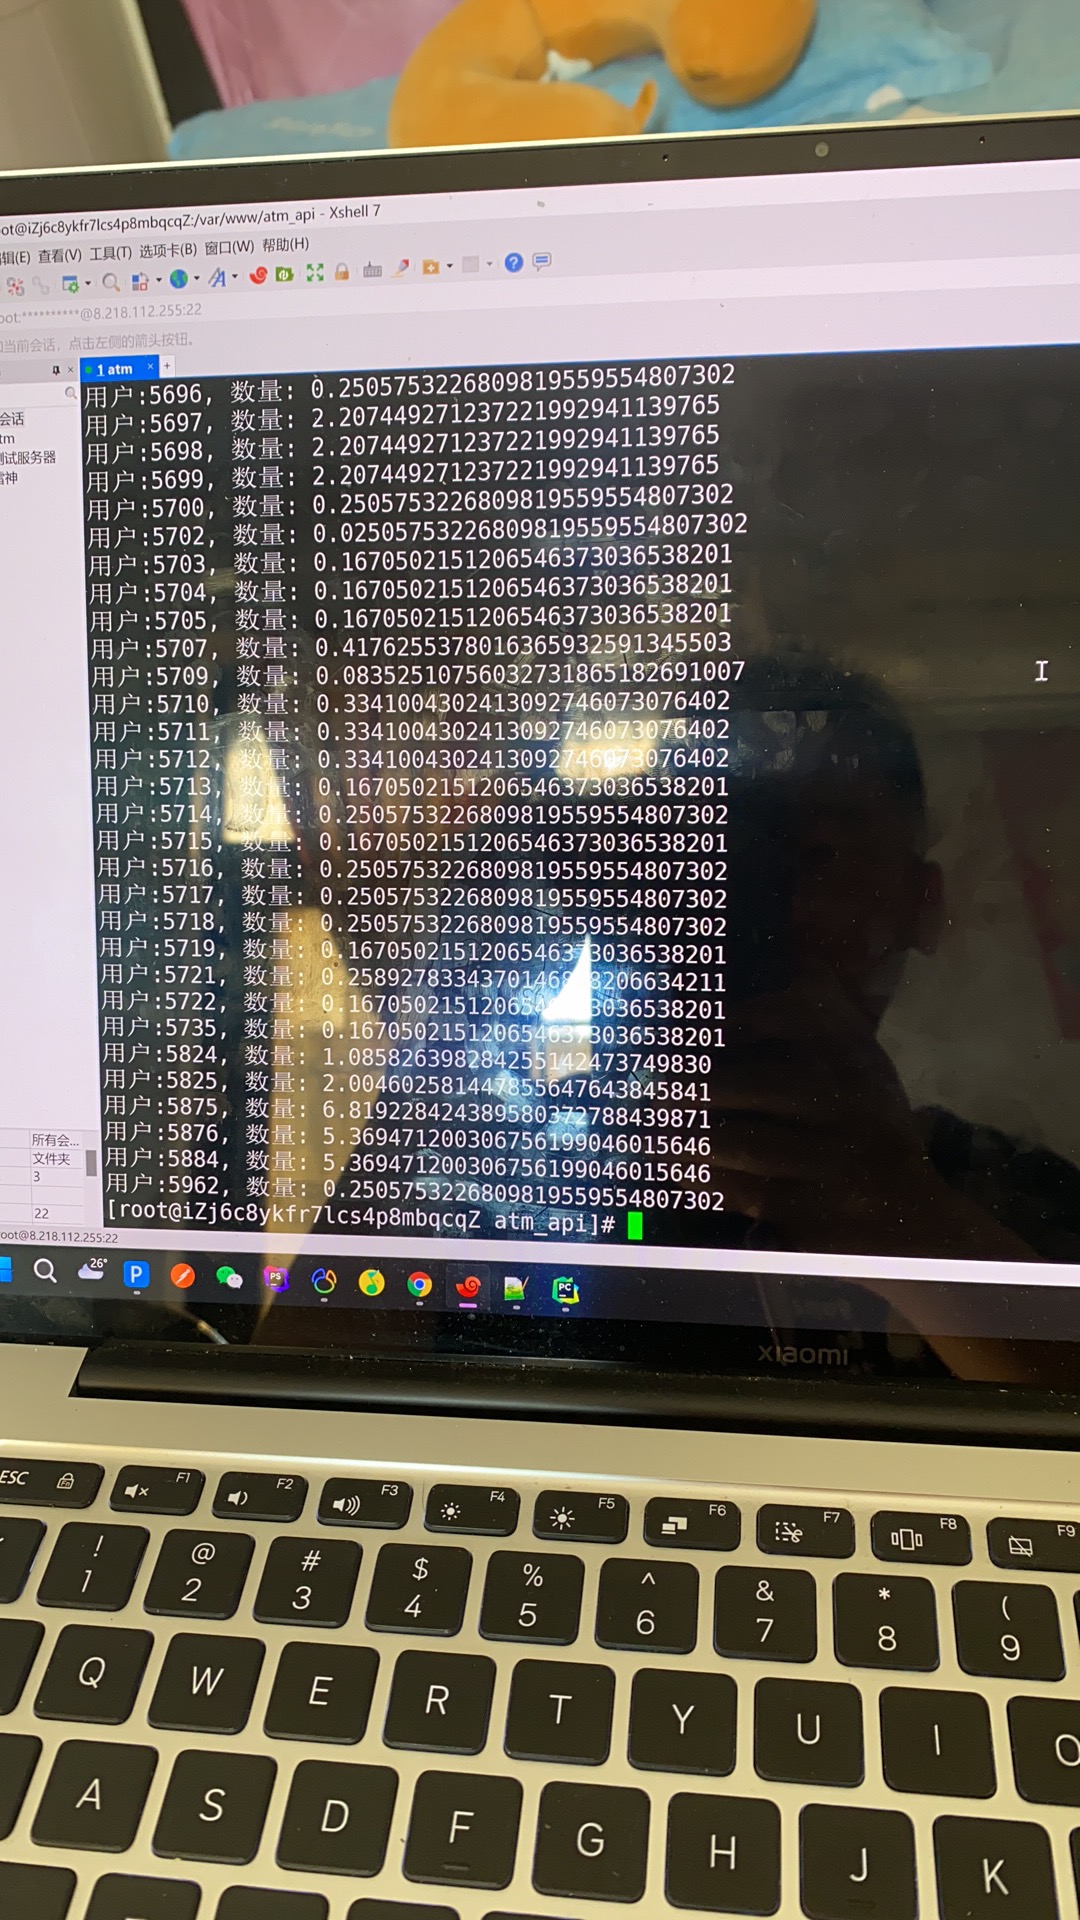 oot@iZj6c8ykfr7lcs4p8mbqcqZ:/var/www/atm_api - Xshell 7
辑(E) 查看(V) 工具(T) 选项卡(B) 窗口(W) 帮助(H)
oot:**********@8.218.112.255:22
当前会话，点击左侧的箭头按钮。
1 atm
会话
tm
测试服务器
雷神
用户:5696, 数量: 0.2505753226809819559554807302
用户:5697, 数量: 2.207449271237221992941139765
用户:5698, 数量: 2.207449271237221992941139765
用户:5699, 数量: 2.207449271237221992941139765
用户:5700, 数量: 0.2505753226809819559554807302
用户:5702, 数量: 0.02505753226809819559554807302
用户:5703, 数量: 0.1670502151206546373036538201
用户:5704, 数量: 0.1670502151206546373036538201
用户:5705, 数量: 0.1670502151206546373036538201
用户:5707, 数量: 0.4176255378016365932591345503
用户:5709, 数量: 0.08352510756032731865182691007
用户:5710, 数量: 0.3341004302413092746073076402
用户:5711, 数量: 0.3341004302413092746073076402
用户:5712, 数量: 0.3341004302413092746073076402
用户:5713, 数量: 0.1670502151206546373036538201
用户:5714, 数量: 0.2505753226809819559554807302
用户:5715, 数量: 0.1670502151206546373036538201
用户:5716, 数量: 0.2505753226809819559554807302
用户:5717, 数量: 0.2505753226809819559554807302
用户:5718, 数量: 0.2505753226809819559554807302
用户:5719, 数量: 0.1670502151206546373036538201
用户:5721, 数量:
用户:5722, 数量: 0.1670502151206546373036538201
用户:5735, 数量: 0.1670502151206546373036538201
用户:5824, 数量: 1.085826398284255142473749830
用户:5825, 数量: 2.004602581447855647643845841
用户:5875, 数量: 6.819228424389580372788439871
用户:5876, 数量: 5.369471200306756199046015646
用户:5884, 数量: 5.369471200306756199046015646
用户:5962, 数量: 0.2505753226809819559554807302
[root@iZj6c8ykfr7lcs4p8mbqcqZ atm_api]#
所有会...
文件夹
3
22
oot@8.218.112.255:22
26°
P
PS
PC
xiaomi
ESC Fn F1 F2 F3 F4 F5 F6 F7 F8 F9
! @ # $ % ^ & * (
1 2 3 4 5 6 7 8 9
Q W E R T Y U I O
A S D F G H J K